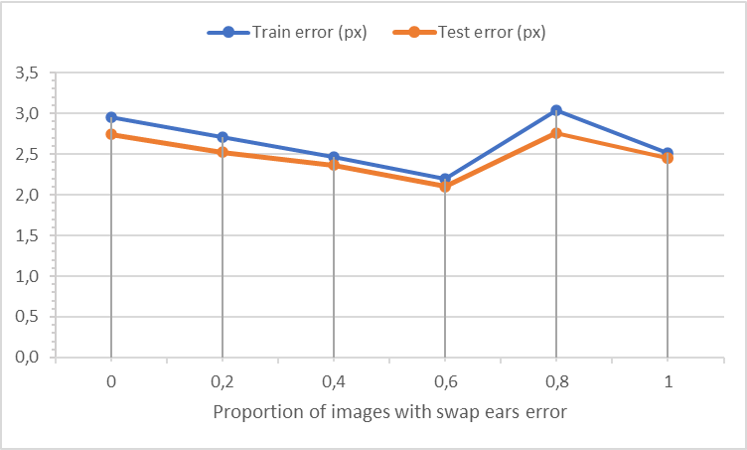 Train error (px) Test error (px)
3,5
3,0
2,5
2,0
1,5
1,0
0,5
0,0
0 0,2 0,4 0,6 0,8 1
Proportion of images with swap ears error